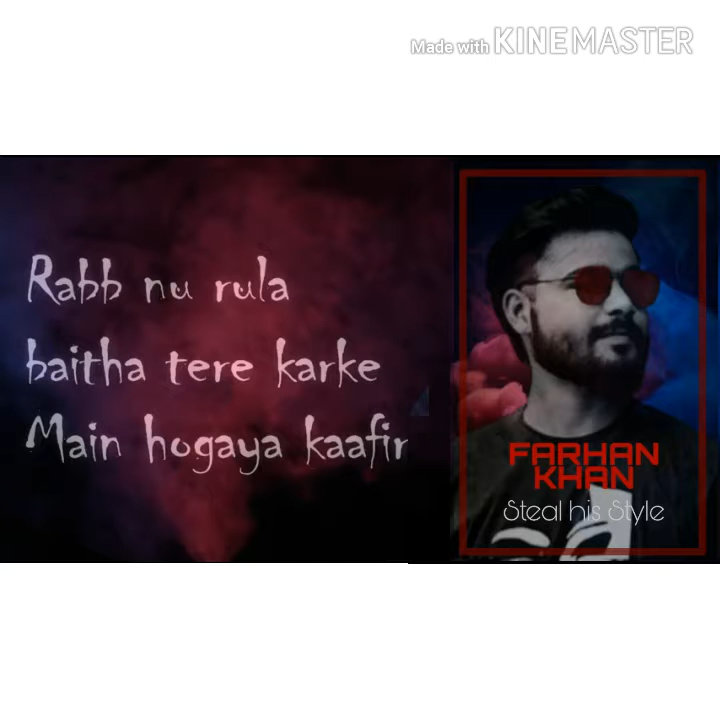 Made with KINEMASTER
Rabb nu rula
baitha tere karke
Main hogaya kaafir
FARHAN
KHAN
Steal his Style